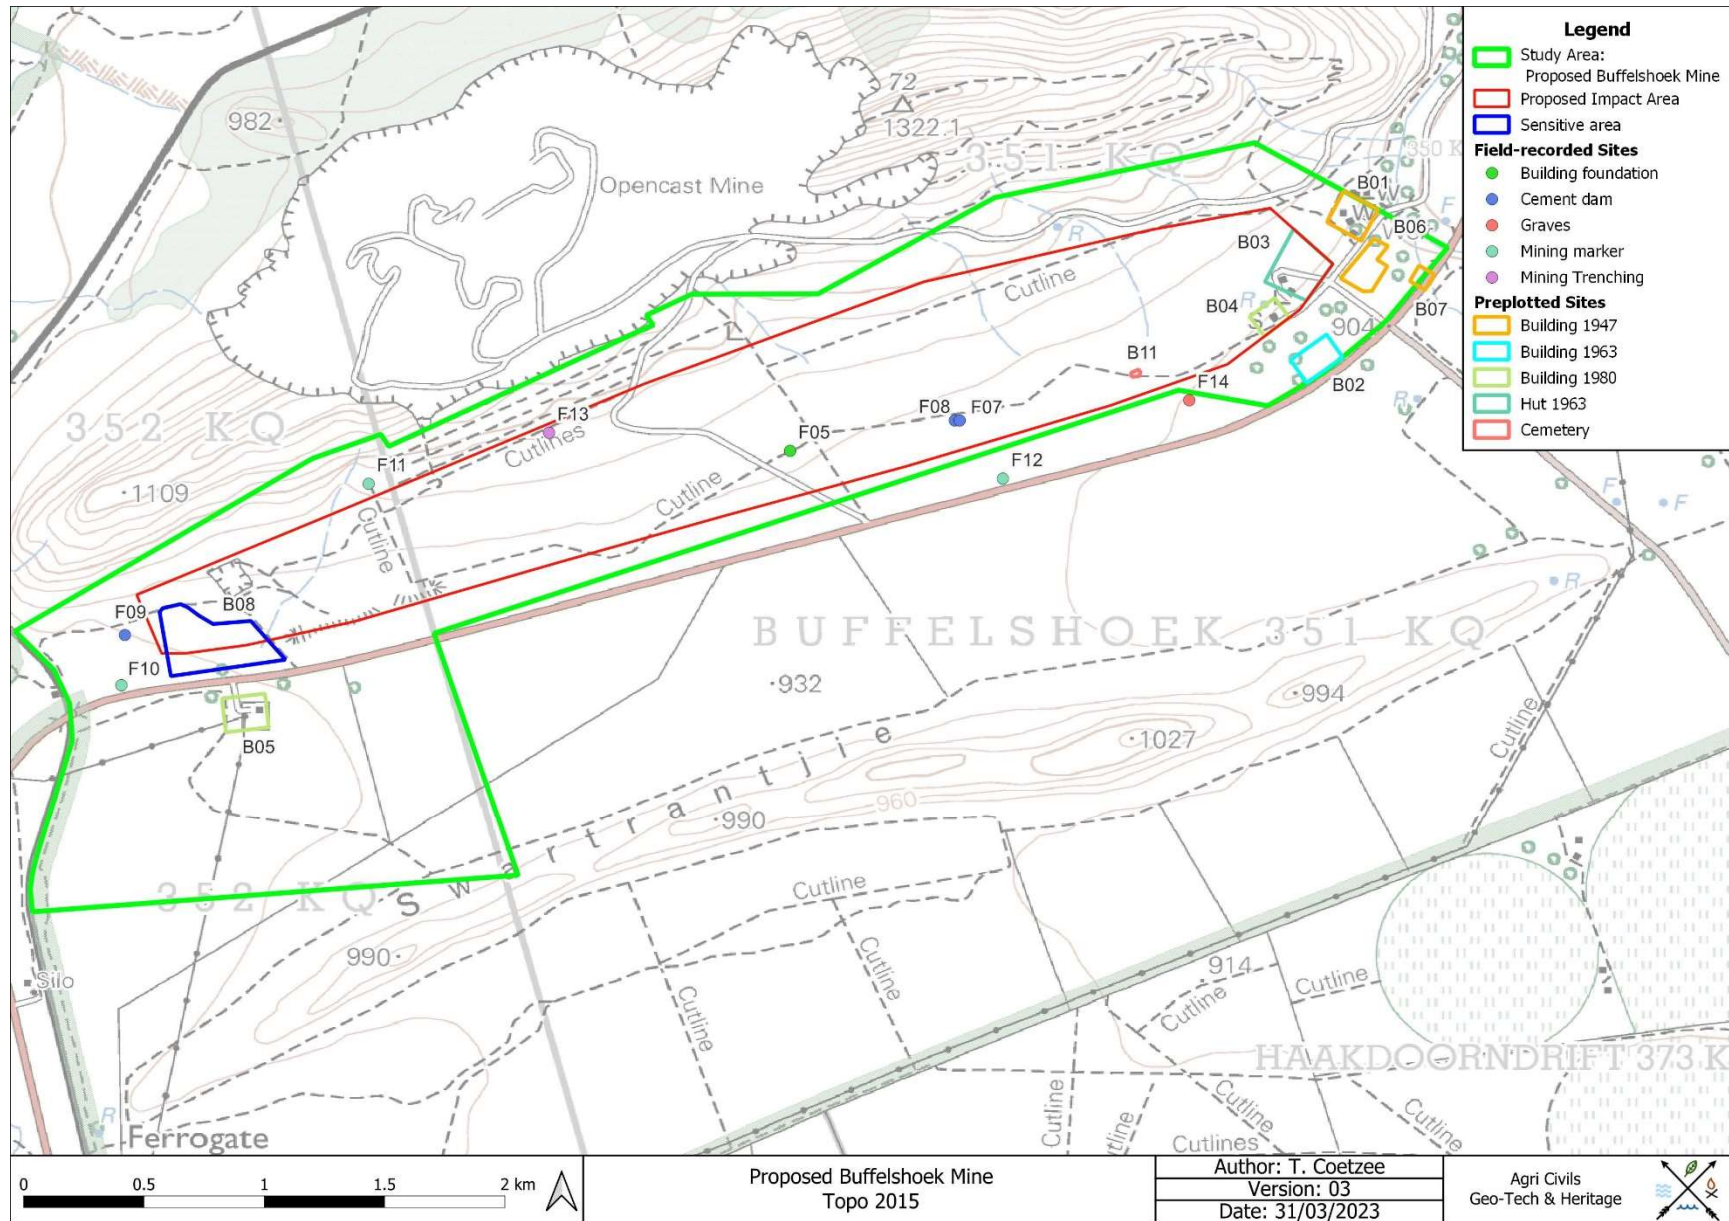 72
1322.1
982
351 KQ
350 K
Opencast Mine
B01
W
W
W
F
B06
B03
R
Cutline
B04
R
B07
904
L
B11
B02
F14
352 KQ
F13
Cutlines
F08
F07
F05
F11
F12
1109
Cutline
Cutline
R
F
F
R
B08
F09
F10
B05
BUFFELSHOEK 351 KQ
932
994
1027
Swartrantjie
960
990
Cutline
352 KQ
Cutline
990
Cutline
Cutline
914
Cutline
Cutline
Silo
R
Ferrogate
HAAKDOORNDRIFT 373 K
Cutline
Cutline
Cutline
Cutlines
Legend
Study Area:
Proposed Buffelshoek Mine
Proposed Impact Area
Sensitive area
Field-recorded Sites
Building foundation
Cement dam
Graves
Mining marker
Mining Trenching
Preplotted Sites
Building 1947
Building 1963
Building 1980
Hut 1963
Cemetery
0 0.5 1 1.5 2 km
Proposed Buffelshoek Mine
Topo 2015
Author: T. Coetzee
Version: 03
Date: 31/03/2023
Agri Civils
Geo-Tech & Heritage